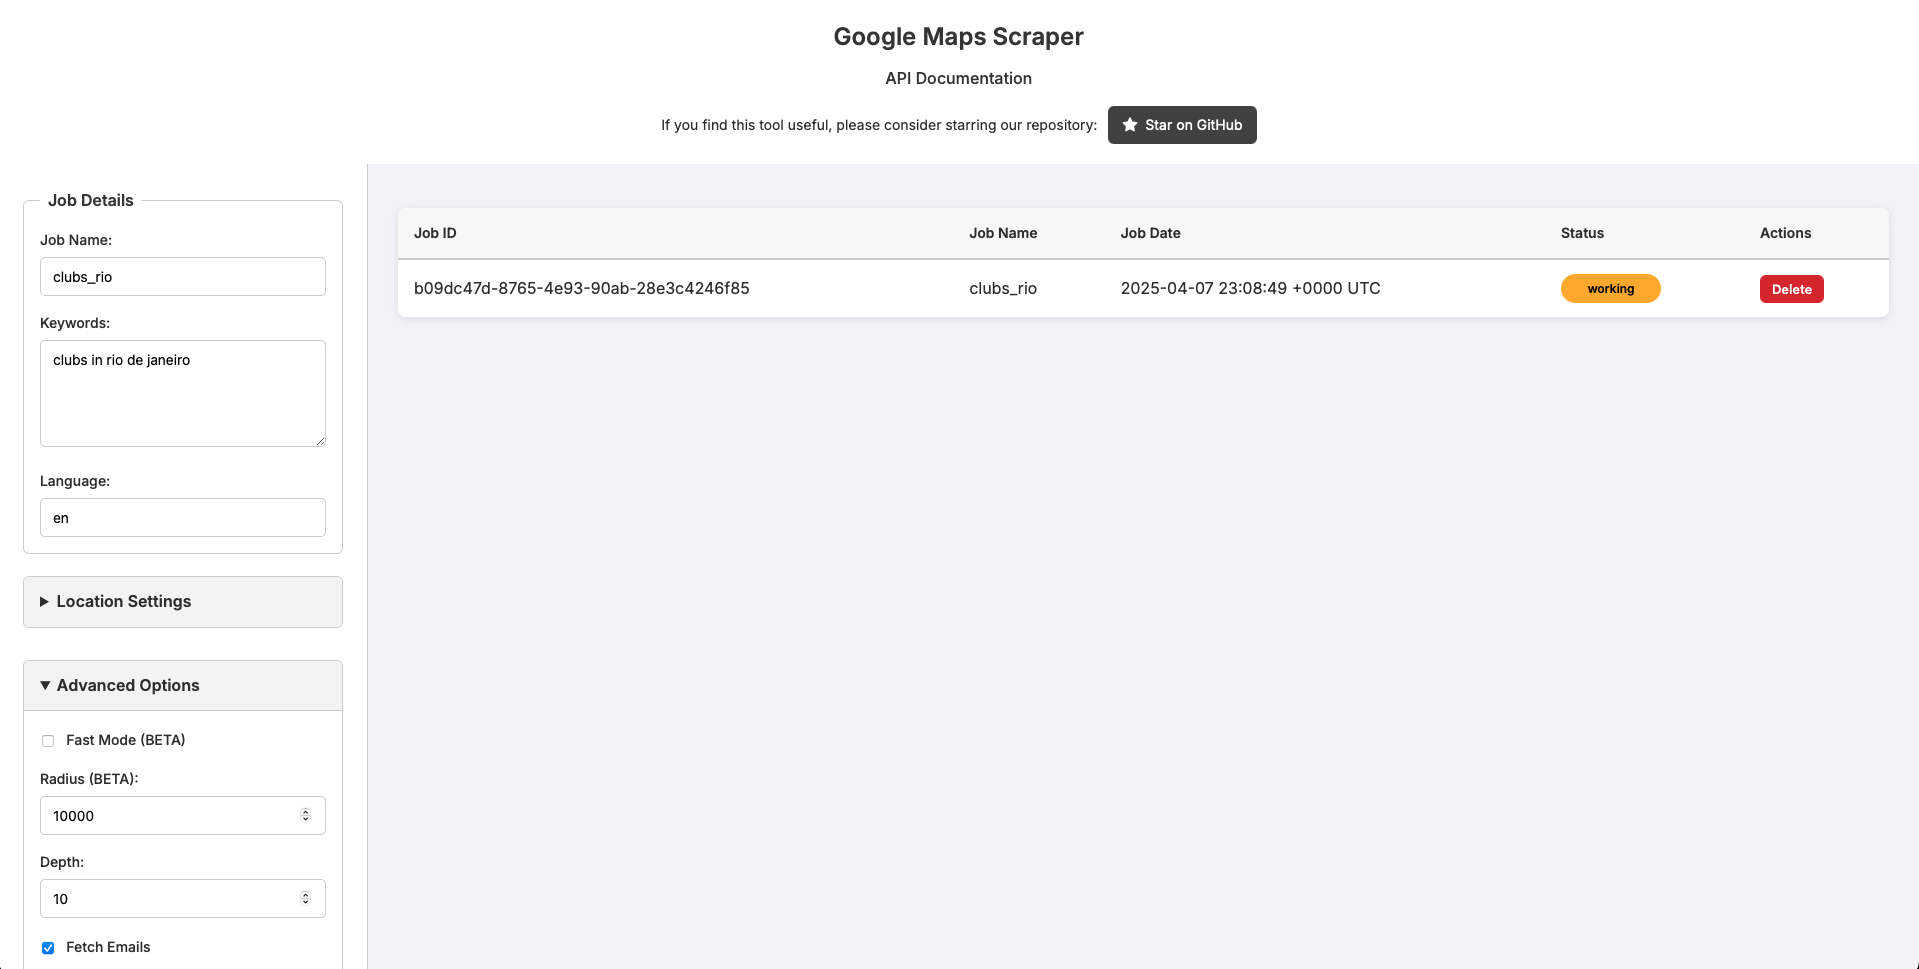 Google Maps Scraper
API Documentation
If you find this tool useful, please consider starring our repository: Star on GitHub
Job Details
Job Name:
clubs_rio
Keywords:
clubs in rio de janeiro
Language:
en
Location Settings
Advanced Options
Fast Mode (BETA)
Radius (BETA):
10000
Depth:
10
Fetch Emails
Job ID Job Name Job Date Status Actions
b09dc47d-8765-4e93-90ab-28e3c4246f85 clubs_rio 2025-04-07 23:08:49 +0000 UTC working Delete